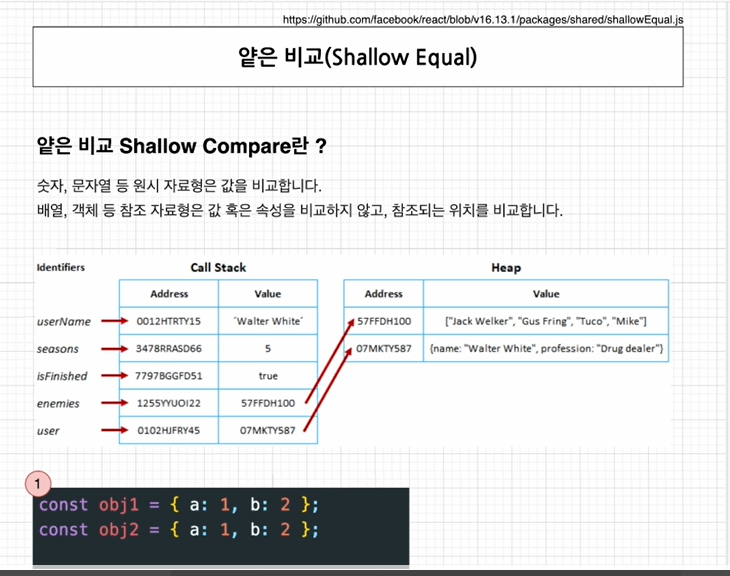 https://github.com/facebook/react/blob/v16.13.1/packages/shared/shallowEqual.js
얕은 비교(Shallow Equal)
얕은 비교 Shallow Compare란 ?
숫자, 문자열 등 원시 자료형은 값을 비교합니다.
배열, 객체 등 참조 자료형은 값 혹은 속성을 비교하지 않고, 참조되는 위치를 비교합니다.
Identifiers Call Stack Heap
Address Value Address Value
userName 0012HTRTY15 ‘Walter White’ 57FFDH100 ["Jack Welker", "Gus Fring", "Tuco", "Mike"]
seasons 3478RRASD66 5 07MKTY587 {name: "Walter White", profession: "Drug dealer"}
isFinished 77978GGFD51 true
enemies 1255YYUOI22 57FFDH100
user 0102HJFRY45 07MKTY587
1
const obj1 = { a: 1, b: 2 };
const obj2 = { a: 1, b: 2 };